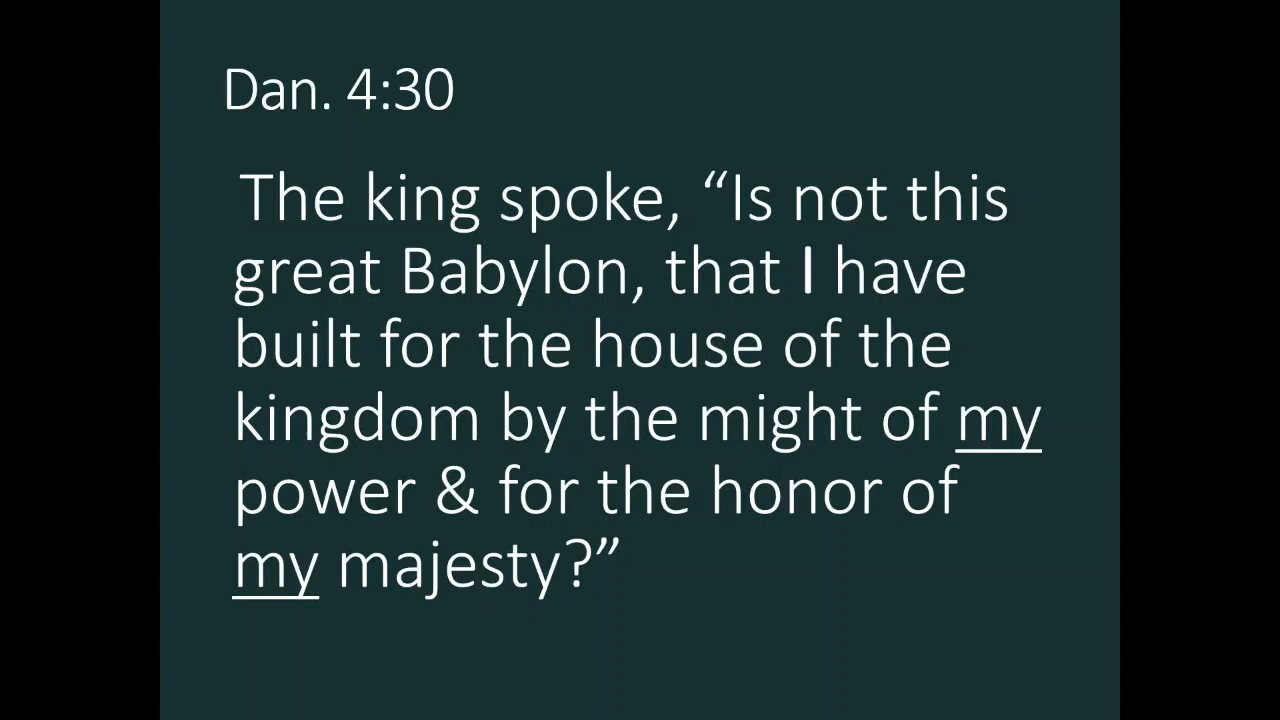 Dan. 4:30
The king spoke, “Is not this
great Babylon, that I have
built for the house of the
kingdom by the might of my
power & for the honor of
my majesty?”